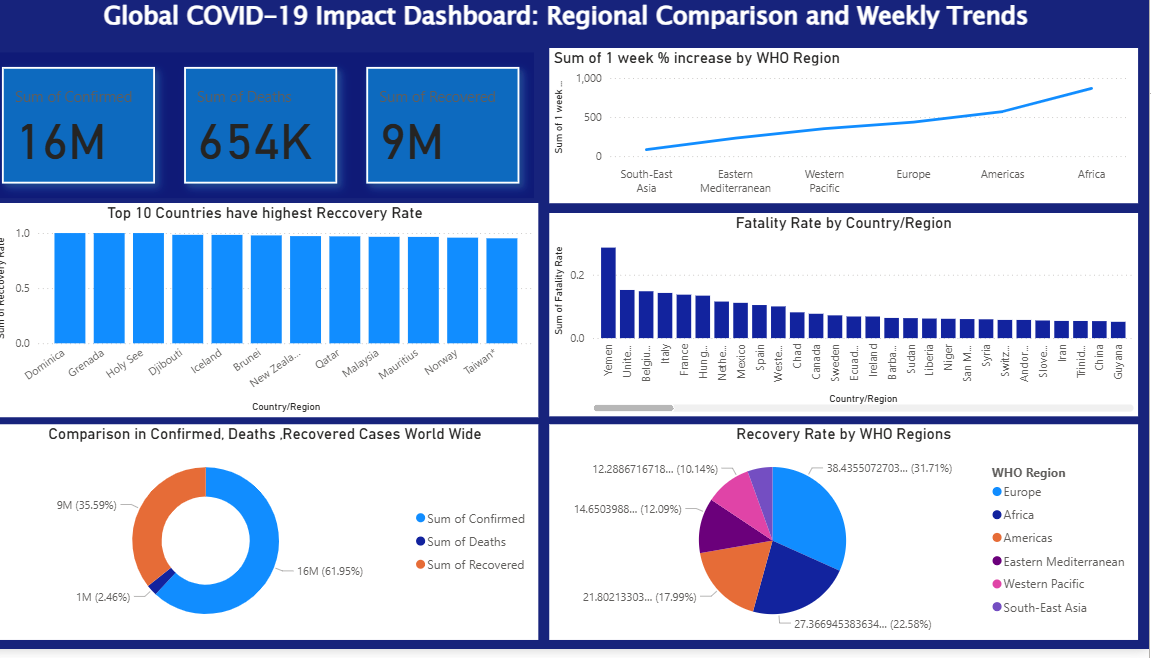 Global COVID-19 Impact Dashboard: Regional Comparison and Weekly Trends
Sum of Confirmed
16M
Sum of Deaths
654K
Sum of Recovered
9M
Sum of 1 week % increase by WHO Region
Sum of 1 week ...
1,000
500
0
South-East
Asia
Eastern
Mediterranean
Western
Pacific
Europe
Americas
Africa
Top 10 Countries have highest Reccovery Rate
Sum of Reccovery Rate
1.0
0.5
0.0
Dominica
Grenada
Holy See
Djibouti
Iceland
Brunei
New Zeala...
Qatar
Malaysia
Mauritius
Norway
Taiwan*
Country/Region
Fatality Rate by Country/Region
Sum of Fatality Rate
0.2
0.0
Yemen
Unite...
Belgiu...
Italy
France
Hung...
Nethe...
Mexico
Spain
Weste...
Chad
Canada
Sweden
Ecuad...
Ireland
Barba...
Sudan
Liberia
Niger
San M...
Syria
Switz...
Andor...
Slove...
Iran
Trinid...
China
Guyana
Country/Region
Comparison in Confirmed, Deaths ,Recovered Cases World Wide
9M (35.59%)
1M (2.46%)
16M (61.95%)
Sum of Confirmed
Sum of Deaths
Sum of Recovered
Recovery Rate by WHO Regions
12.2886716718... (10.14%)
38.4355072703... (31.71%)
14.6503988... (12.09%)
21.80213303... (17.99%)
27.366945383634... (22.58%)
WHO Region
Europe
Africa
Americas
Eastern Mediterranean
Western Pacific
South-East Asia